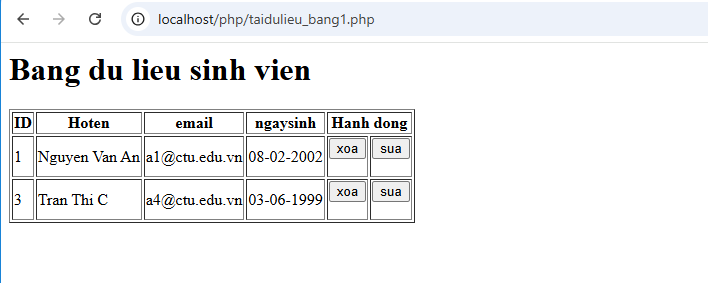 localhost/php/taidulieu_bang1.php
Bang du lieu sinh vien
ID Hoten email ngaysinh Hanh dong
1 Nguyen Van An a1@ctu.edu.vn 08-02-2002 xoa sua
3 Tran Thi C a4@ctu.edu.vn 03-06-1999 xoa sua